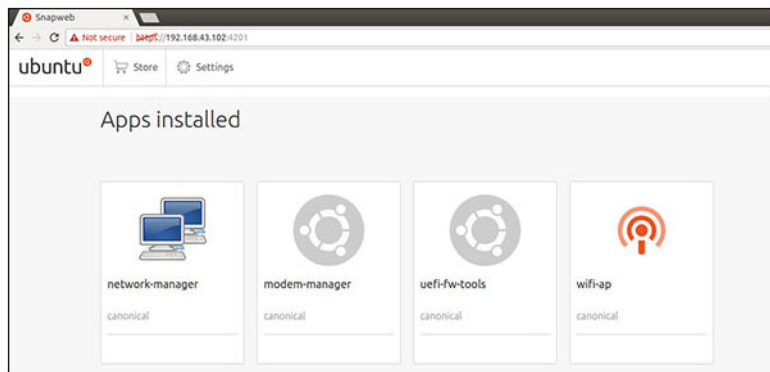 Snapweb ×
Not secure | https://192.168.43.102:4201
ubuntu Store Settings
Apps installed
network-manager modem-manager uefi-fw-tools wifi-ap
canonical canonical canonical canonical